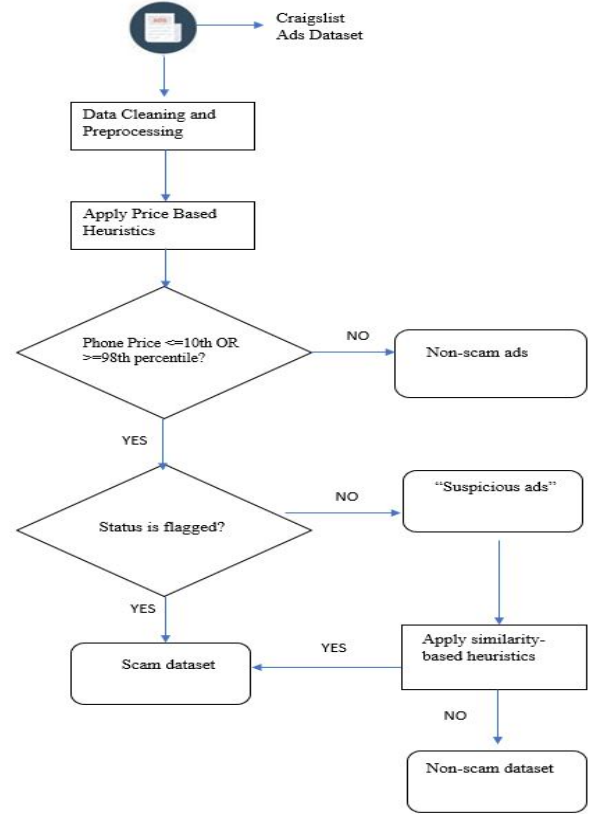 Craigslist
Ads Dataset
Data Cleaning and
Preprocessing
Apply Price Based
Heuristics
Phone Price <=10th OR
>=98th percentile?
NO
Non-scam ads
YES
Status is flagged?
NO
“Suspicious ads”
YES
Scam dataset
YES
Apply similarity-
based heuristics
NO
Non-scam dataset